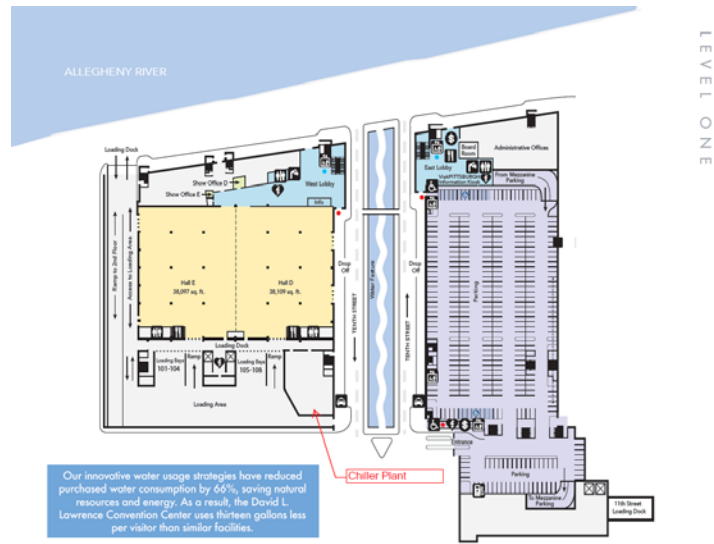 LEVEL ONE
ALLEGHENY RIVER
Loading Dock
Show Office D
Show Office E
West Lobby
Info
East Lobby
Board
Room
Administrative Offices
VisitPITTSBURGH
Information Kiosk
From Mezzanine
Parking
Ramp to 2nd Floor
Access to Loading Area
Hall E
38,097 sq. ft.
Hall D
38,109 sq. ft.
Drop
Off
TENTH STREET
Water Feature
Drop
Off
TENTH STREET
Parking
Loading Dock
Loading Bays
101-104
Ramp
Loading Bays
105-108
Ramp
Loading Area
Entrance
Parking
To Mezzanine
Parking
11th Street
Loading Dock
Chiller Plant
Our innovative water usage strategies have reduced
purchased water consumption by 66%, saving natural
resources and energy. As a result, the David L.
Lawrence Convention Center uses thirteen gallons less
per visitor than similar facilities.